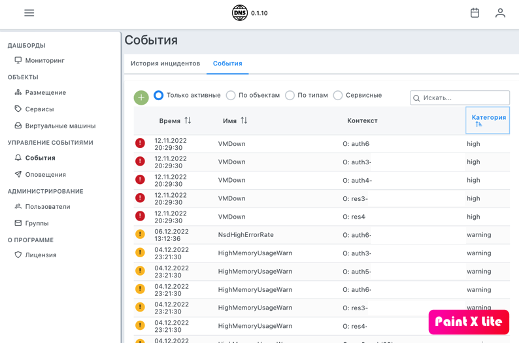 DNS 0.1.10
События
ДАШБОРДЫ
Мониторинг
ОБЪЕКТЫ
Размещение
Сервисы
Виртуальные машины
УПРАВЛЕНИЕ СОБЫТИЯМИ
События
Оповещения
АДМИНИСТРИРОВАНИЕ
Пользователи
Группы
О ПРОГРАММЕ
Лицензия
История инцидентов События
Только активные По объектам По типам Сервисные Искать...
Время Имя Контекст Категория
12.11.2022 20:29:30 VMDown O: auth6 high
12.11.2022 20:29:30 VMDown O: auth3- high
12.11.2022 20:29:30 VMDown O: auth4- high
12.11.2022 20:29:30 VMDown O: res3- high
12.11.2022 20:29:30 VMDown O: res4 high
06.12.2022 13:12:36 NsdHighErrorRate O: auth6- warning
04.12.2022 23:21:30 HighMemoryUsageWarn O: auth3- warning
04.12.2022 23:21:30 HighMemoryUsageWarn O: auth5- warning
04.12.2022 23:21:30 HighMemoryUsageWarn O: auth6- warning
04.12.2022 23:21:30 HighMemoryUsageWarn O: res3- warning
04.12.2022 23:21:30 HighMemoryUsageWarn O: res4-
04.12.2022
Paint X lite